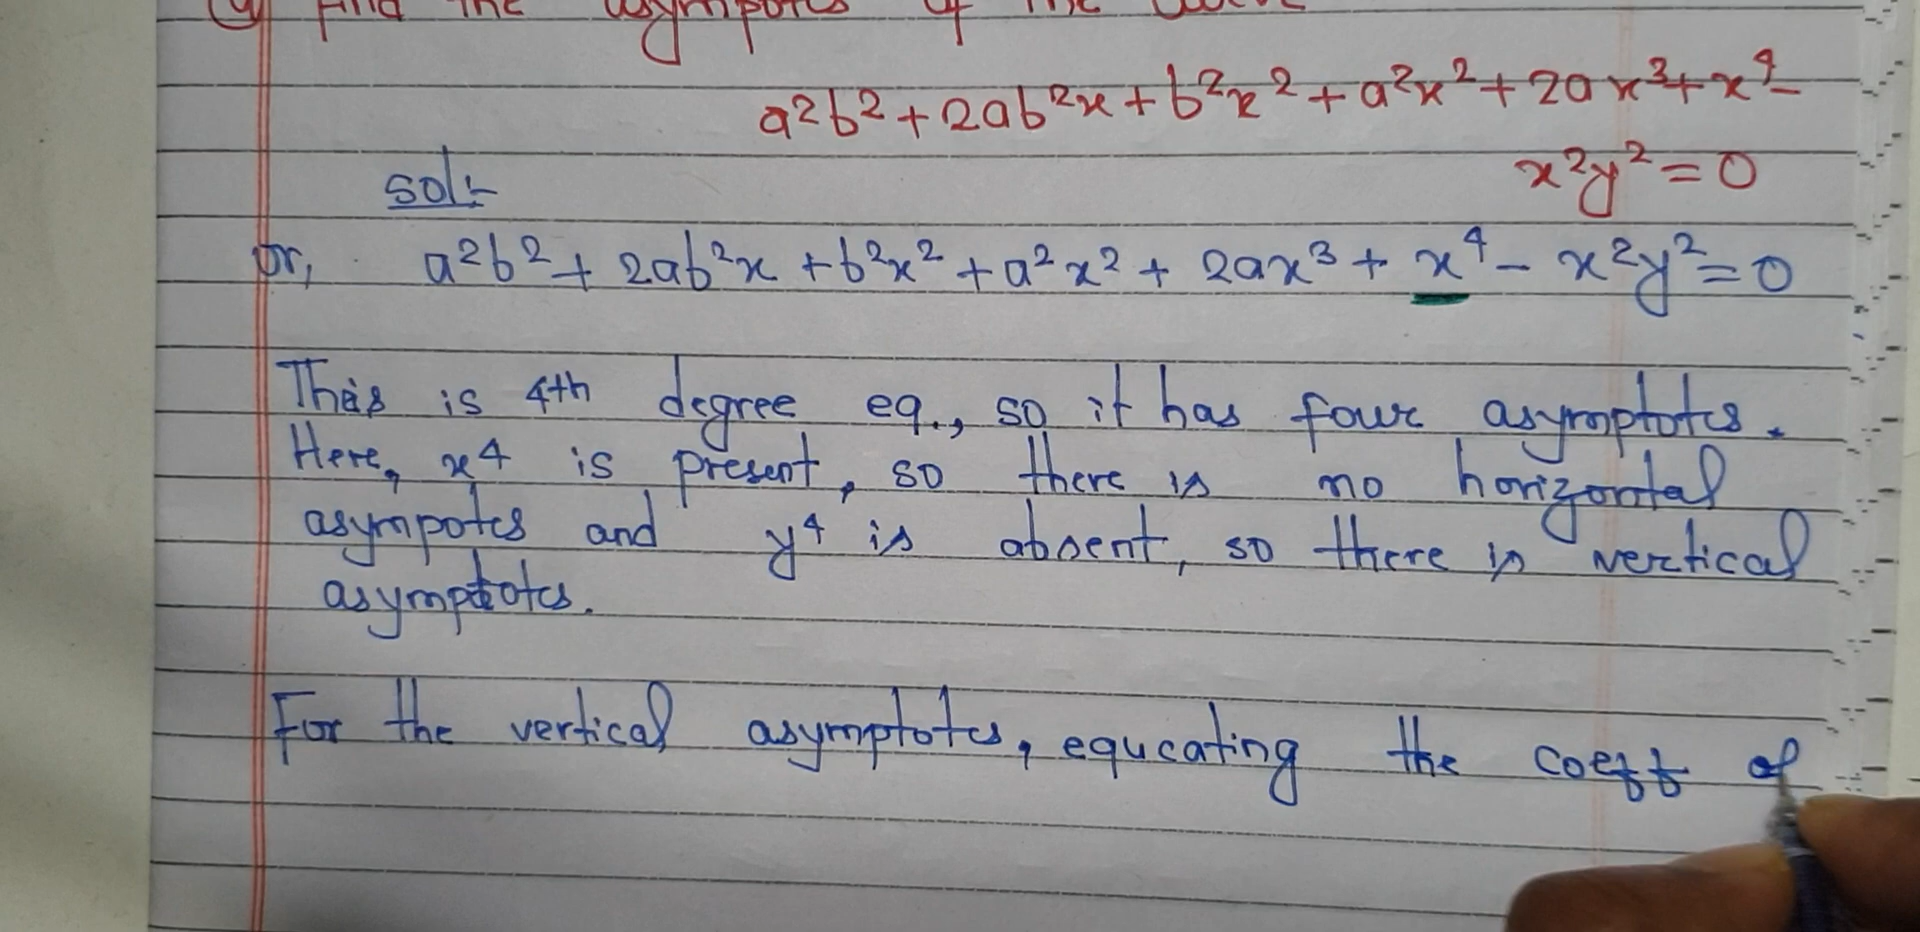 (4) Find the asympotes of the curve
a²b² + 2ab²x + b²x² + a²x² + 2ax³ + x⁴ –
x²y² = 0
sol:-
or, a²b² + 2ab²x + b²x² + a²x² + 2ax³ + x⁴ – x²y² = 0
This is 4th degree eq., so it has four asymptotes.
Here, x⁴ is present, so there is no horizontal
asympotes and y⁴ is absent, so there is vertical
asymptotes.
For the vertical asymptotes, equcating the coeff of